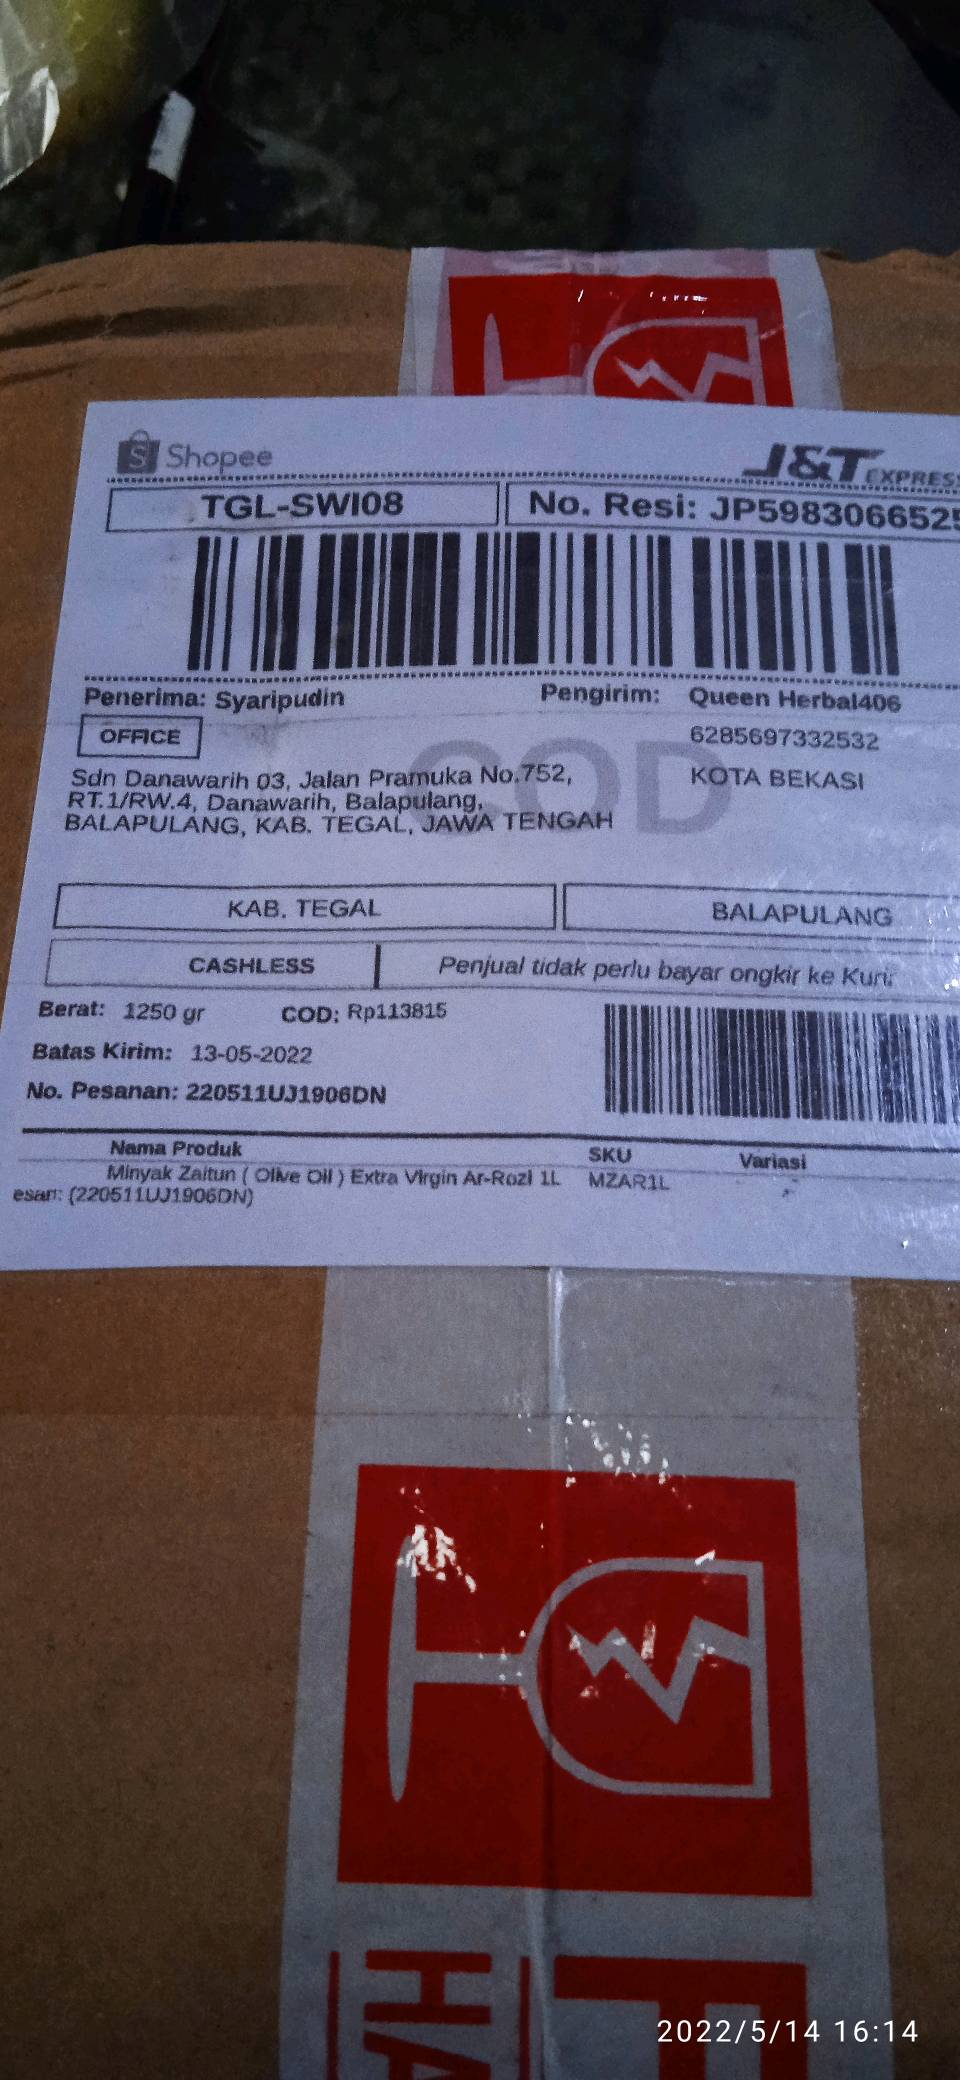 Shopee
J&T EXPRESS
TGL-SWI08
No. Resi: JP5983066525
Penerima: Syaripudin
Pengirim: Queen Herbal406
OFFICE
6285697332532
KOTA BEKASI
COD
Sdn Danawarih 03, Jalan Pramuka No.752,
RT.1/RW.4, Danawarih, Balapulang,
BALAPULANG, KAB. TEGAL, JAWA TENGAH
KAB. TEGAL
BALAPULANG
CASHLESS
Penjual tidak perlu bayar ongkir ke Kurir
Berat: 1250 gr
COD: Rp113815
Batas Kirim: 13-05-2022
No. Pesanan: 220511UJ1906DN
Nama Produk SKU Variasi
Minyak Zaitun ( Olive Oil ) Extra Virgin Ar-Rozi 1L MZAR1L
esan: (220511UJ1906DN)
HA
F
2022/5/14 16:14